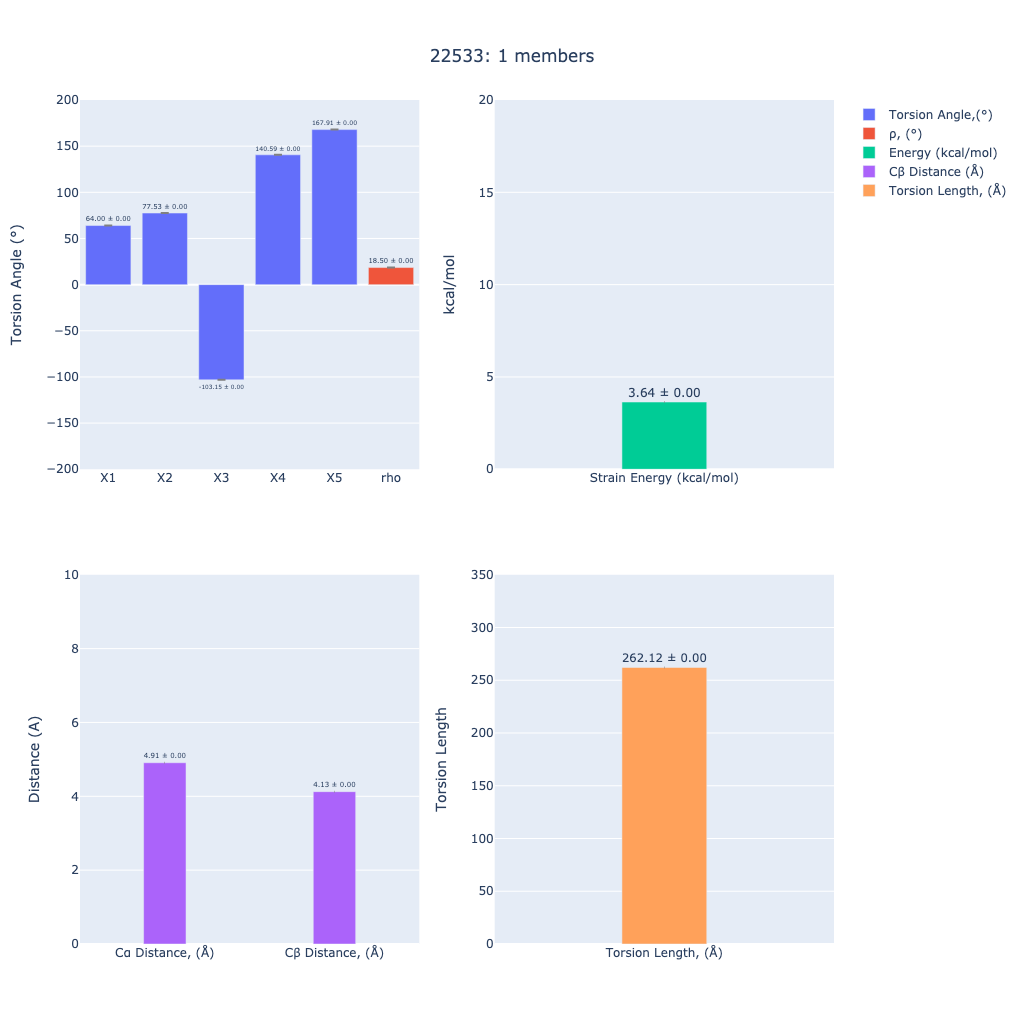 22533: 1 members
Torsion Angle (°)
200
150
100
50
0
−50
−100
−150
−200
64.00 ± 0.00
77.53 ± 0.00
-103.15 ± 0.00
140.59 ± 0.00
167.91 ± 0.00
18.50 ± 0.00
X1 X2 X3 X4 X5 rho
kcal/mol
20
15
10
5
0
3.64 ± 0.00
Strain Energy (kcal/mol)
Torsion Angle,(°)
ρ, (°)
Energy (kcal/mol)
Cβ Distance (Å)
Torsion Length, (Å)
Distance (A)
10
8
6
4
2
0
4.91 ± 0.00
4.13 ± 0.00
Cα Distance, (Å) Cβ Distance, (Å)
Torsion Length
350
300
250
200
150
100
50
0
262.12 ± 0.00
Torsion Length, (Å)